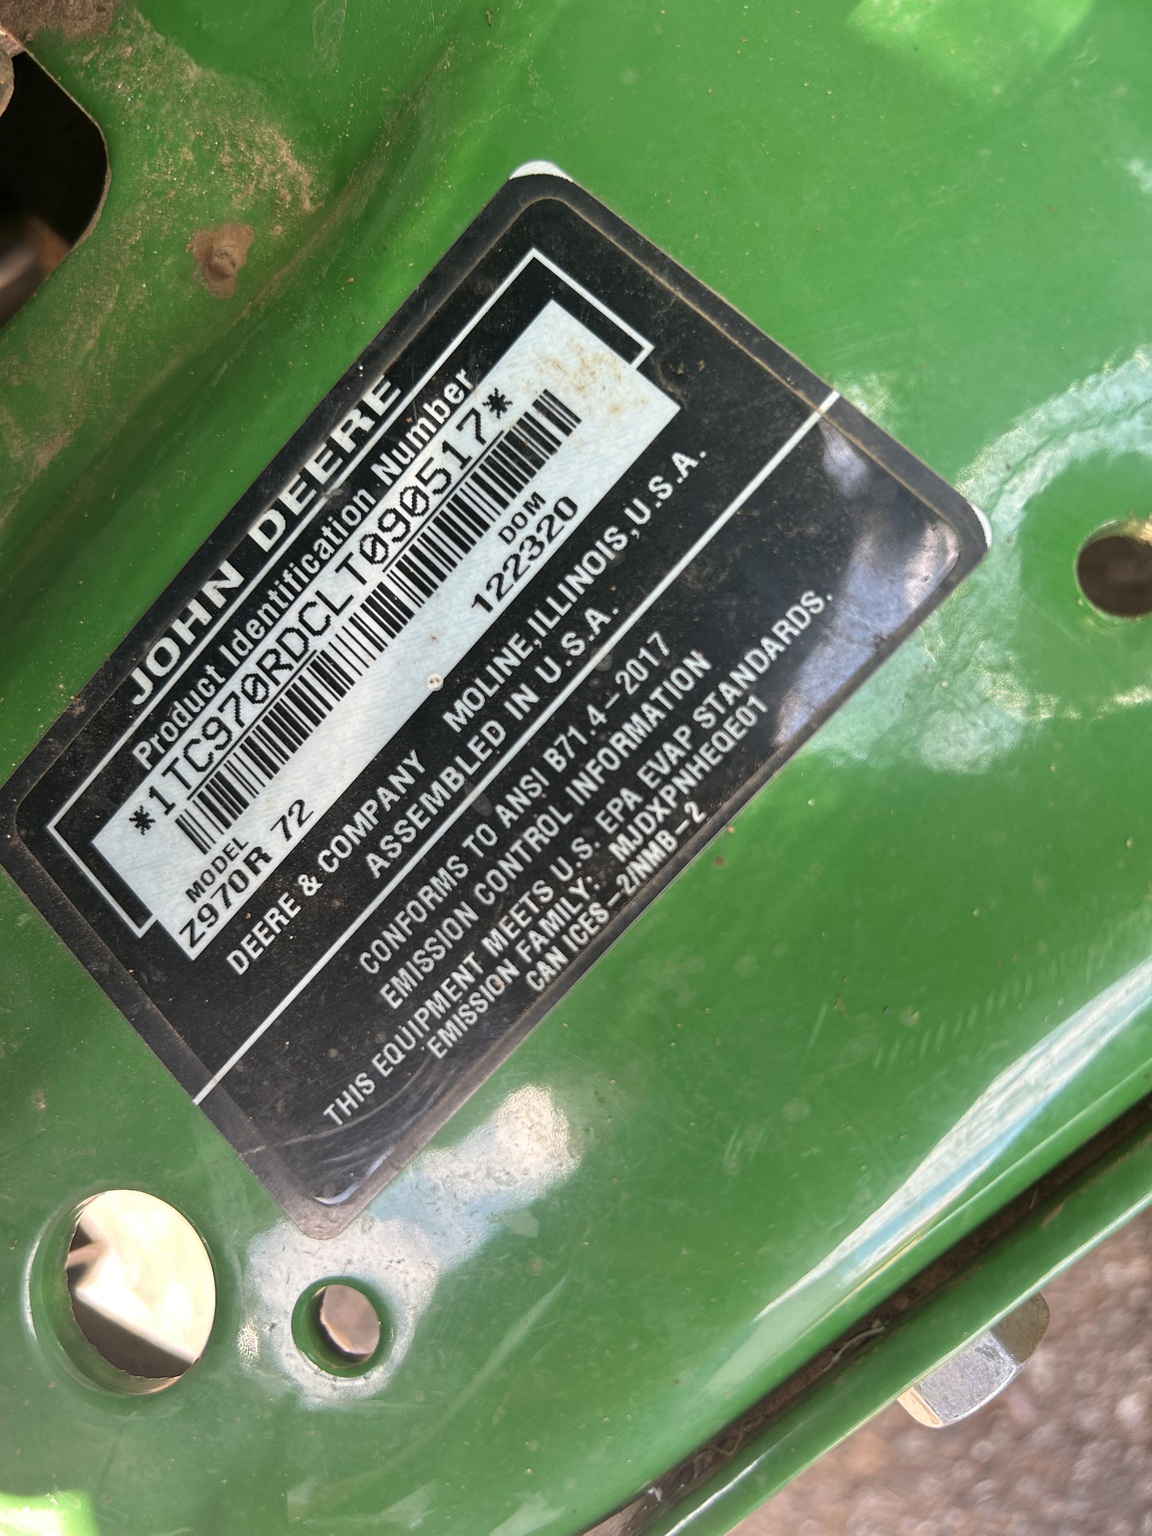 JOHN DEERE
Product Identification Number
*1TC970RDCLT090517*
MODEL DOM
Z970R 72 122320
DEERE & COMPANY MOLINE, ILLINOIS, U.S.A.
ASSEMBLED IN U.S.A.
CONFORMS TO ANSI B71.4-2017
EMISSION CONTROL INFORMATION
THIS EQUIPMENT MEETS U.S. EPA EVAP STANDARDS.
EMISSION FAMILY: MJDXPNHEQE01
CAN ICES-2/NMB-2